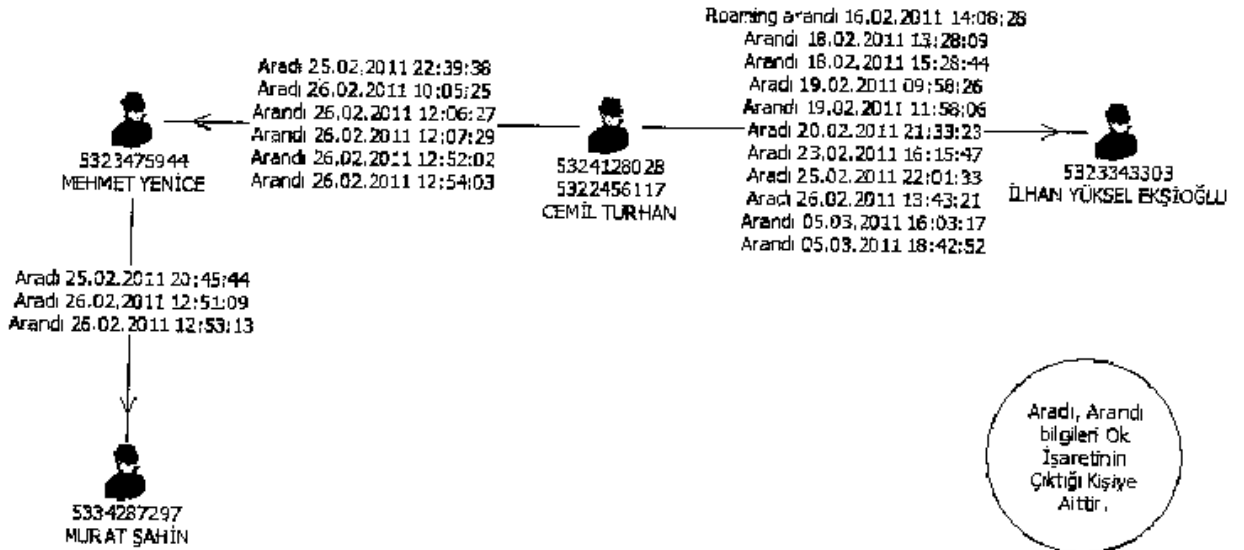 Roaming arandı 16.02.2011 14:08:28
Arandı 18.02.2011 13:28:09
Arandı 18.02.2011 15:28:44
Aradı 19.02.2011 09:58:26
Arandı 19.02.2011 11:58:06
Aradı 20.02.2011 21:33:23
Aradı 23.02.2011 16:15:47
Aradı 25.02.2011 22:01:33
Aradı 26.02.2011 13:43:21
Arandı 05.03.2011 16:03:17
Arandı 05.03.2011 18:42:52
Aradı 25.02.2011 22:39:38
Aradı 26.02.2011 10:05:25
Arandı 26.02.2011 12:06:27
Arandı 26.02.2011 12:07:29
Arandı 26.02.2011 12:52:02
Arandı 26.02.2011 12:54:03
5323475944
MEHMET YENİCE
5324128028
5322456117
CEMİL TURHAN
5323343303
İLHAN YÜKSEL EKŞİOĞLU
Aradı 25.02.2011 20:45:44
Aradı 26.02.2011 12:51:09
Arandı 26.02.2011 12:53:13
5334287297
MURAT ŞAHİN
Aradı, Arandı
bilgileri Ok
İşaretinin
Çıktığı Kişiye
Aittir.